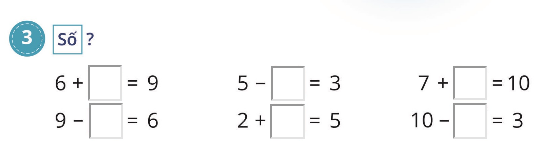 3 Số ?
6 + □ = 9 5 − □ = 3 7 + □ = 10
9 − □ = 6 2 + □ = 5 10 − □ = 3